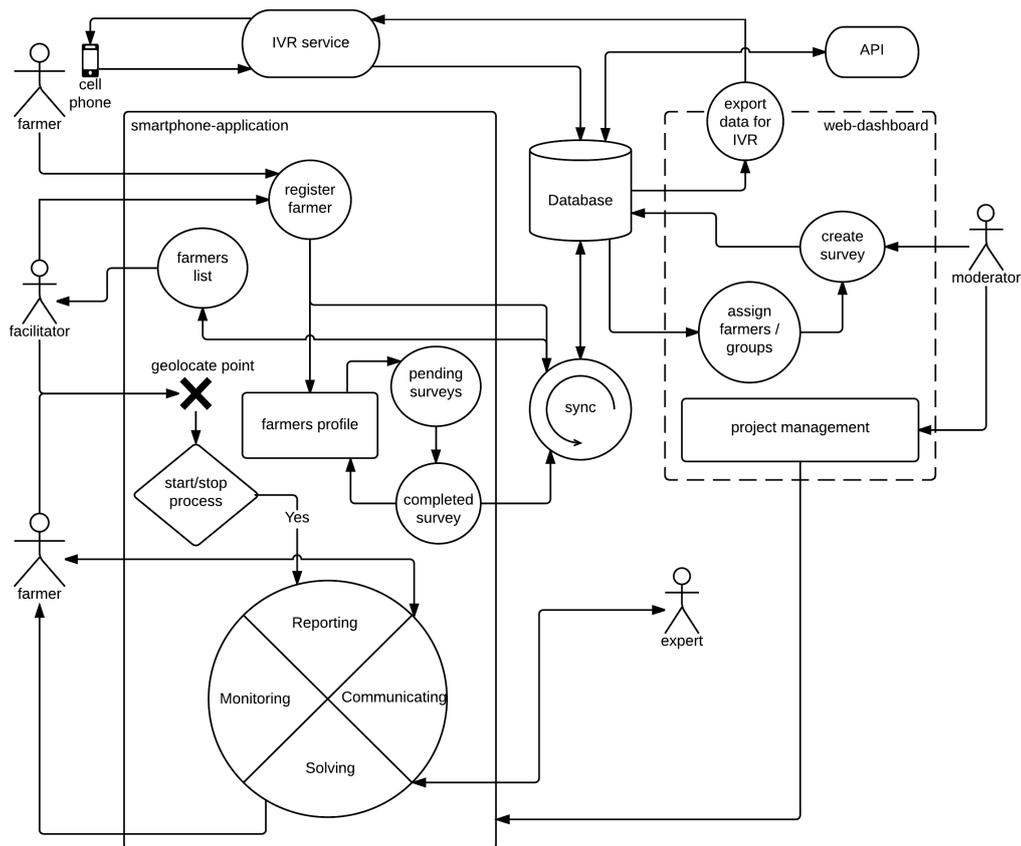 IVR service
API
cell
phone
farmer
export
data for
IVR
smartphone-application
web-dashboard
register
farmer
Database
farmers
list
create
survey
moderator
facilitator
assign
farmers /
groups
geolocate point
pending
surveys
sync
farmers profile
project management
start/stop
process
completed
survey
Yes
farmer
Reporting
expert
Monitoring
Communicating
Solving